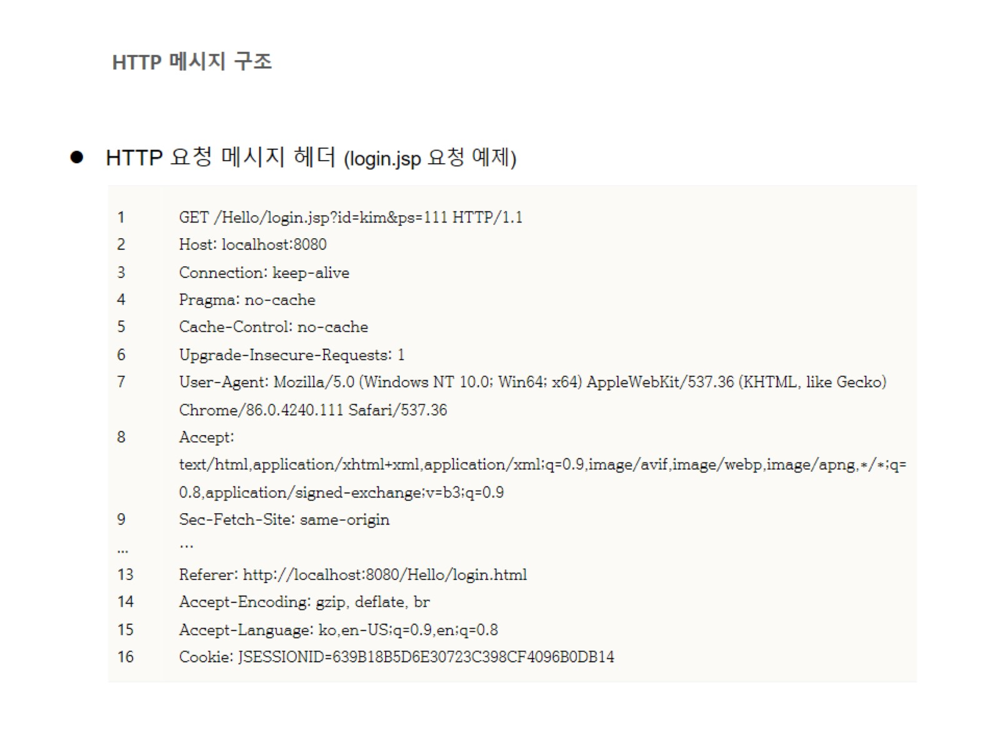 HTTP 메시지 구조
● HTTP 요청 메시지 헤더 (login.jsp 요청 예제)
1 GET /Hello/login.jsp?id=kim&ps=111 HTTP/1.1
2 Host: localhost:8080
3 Connection: keep-alive
4 Pragma: no-cache
5 Cache-Control: no-cache
6 Upgrade-Insecure-Requests: 1
7 User-Agent: Mozilla/5.0 (Windows NT 10.0; Win64; x64) AppleWebKit/537.36 (KHTML, like Gecko)
Chrome/86.0.4240.111 Safari/537.36
8 Accept:
text/html,application/xhtml+xml,application/xml;q=0.9,image/avif,image/webp,image/apng,*/*;q=
0.8,application/signed-exchange;v=b3;q=0.9
9 Sec-Fetch-Site: same-origin
... …
13 Referer: http://localhost:8080/Hello/login.html
14 Accept-Encoding: gzip, deflate, br
15 Accept-Language: ko,en-US;q=0.9,en;q=0.8
16 Cookie: JSESSIONID=639B18B5D6E30723C398CF4096B0DB14